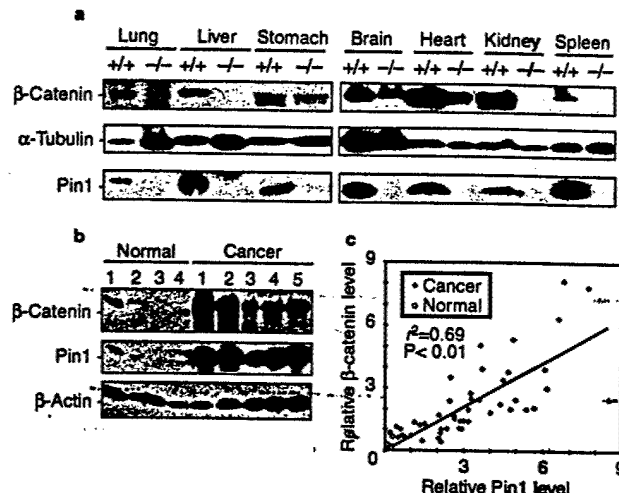 a
Lung Liver Stomach Brain Heart Kidney Spleen
+/+ −/− +/+ −/− +/+ −/− +/+ −/− +/+ −/− +/+ −/− +/+ −/−
β-Catenin
α-Tubulin
Pin1
b
Normal Cancer
1 2 3 4 1 2 3 4 5
β-Catenin
Pin1
β-Actin
c
Relative β-catenin level
9
6
3
0
Cancer
Normal
r²=0.69
P< 0.01
3 6 9
Relative Pin1 level